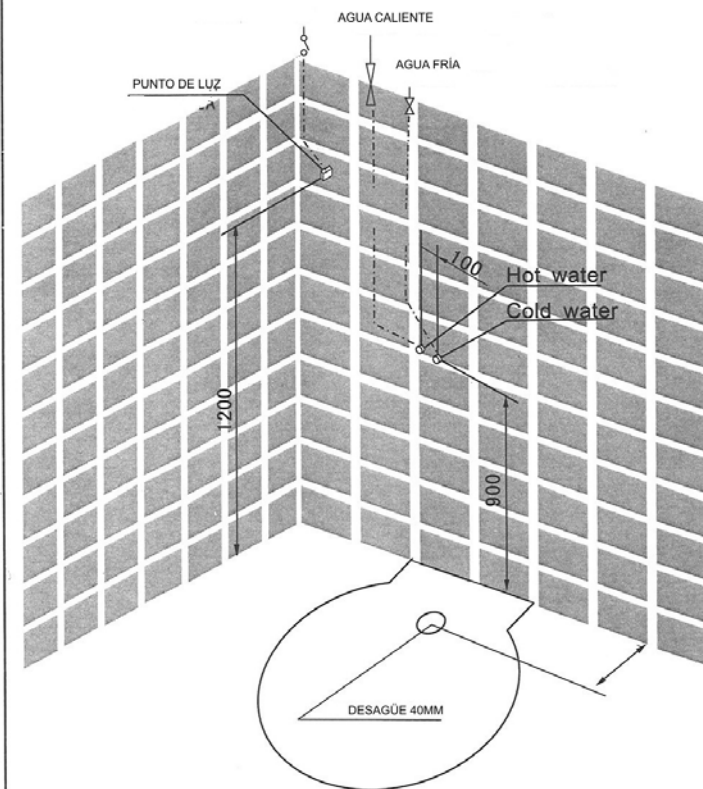 AGUA CALIENTE
AGUA FRÍA
PUNTO DE LUZ
100
Hot water
Cold water
1200
900
DESAGÜE 40MM